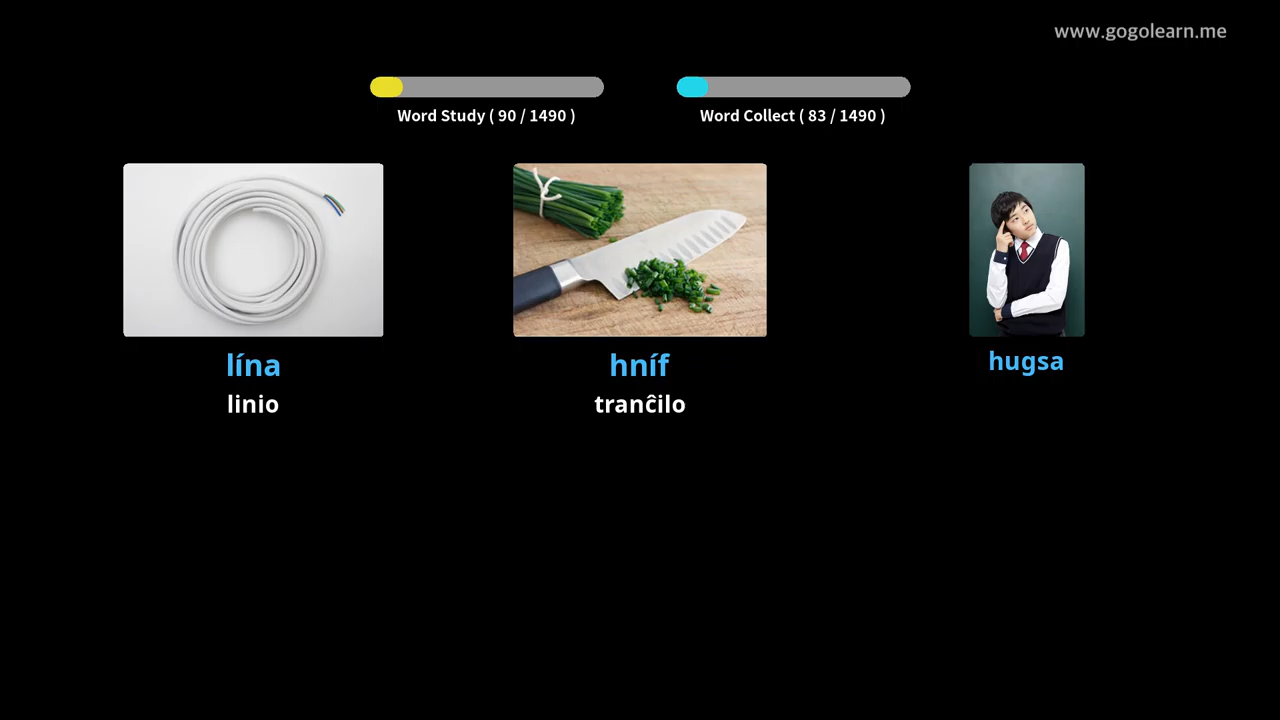 www.gogolearn.me
Word Study ( 90 / 1490 )
Word Collect ( 83 / 1490 )
lína
linio
hníf
tranĉilo
hugsa